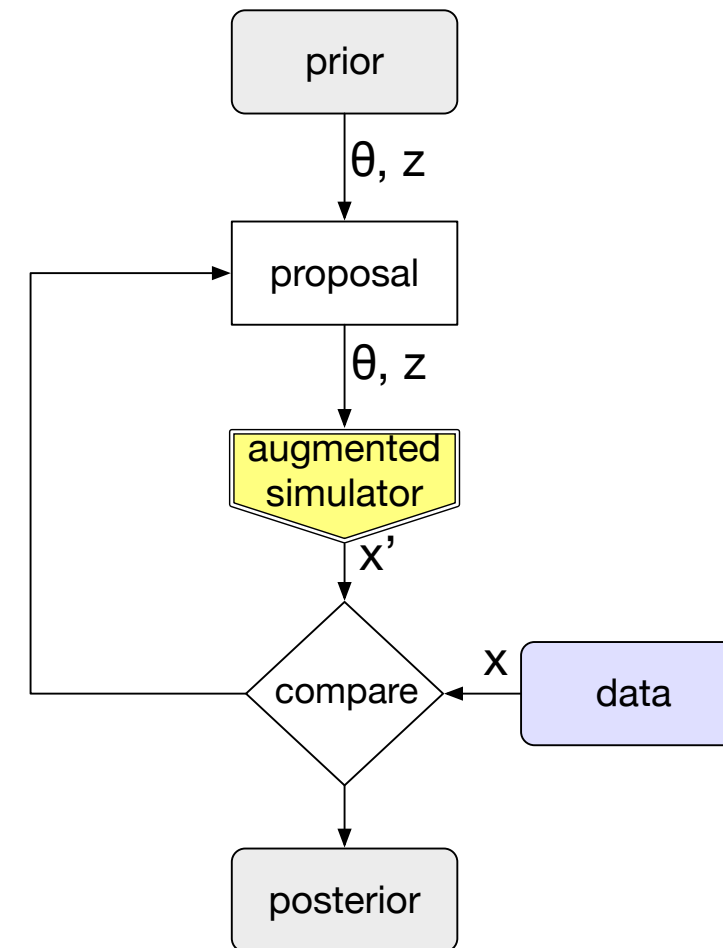 prior
θ, z
proposal
θ, z
augmented
simulator
x’
compare
x
data
posterior